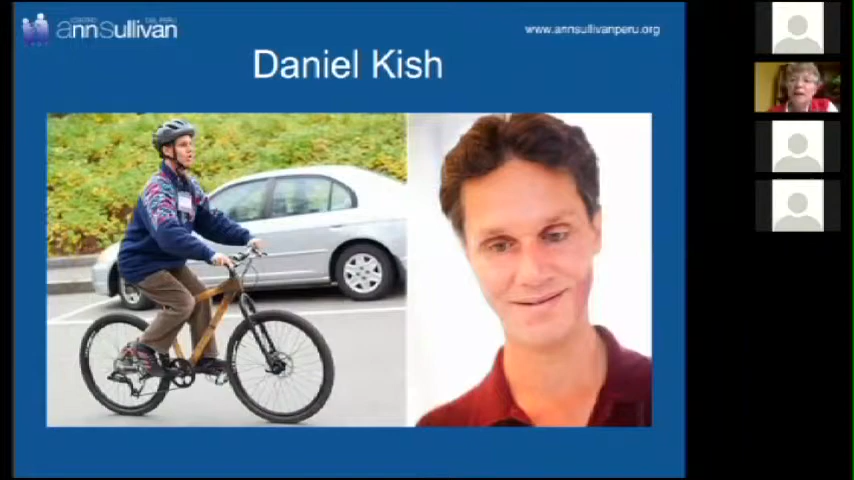 CENTRO DEL PERÚ
annsullivan
www.annsullivanperu.org
Daniel Kish